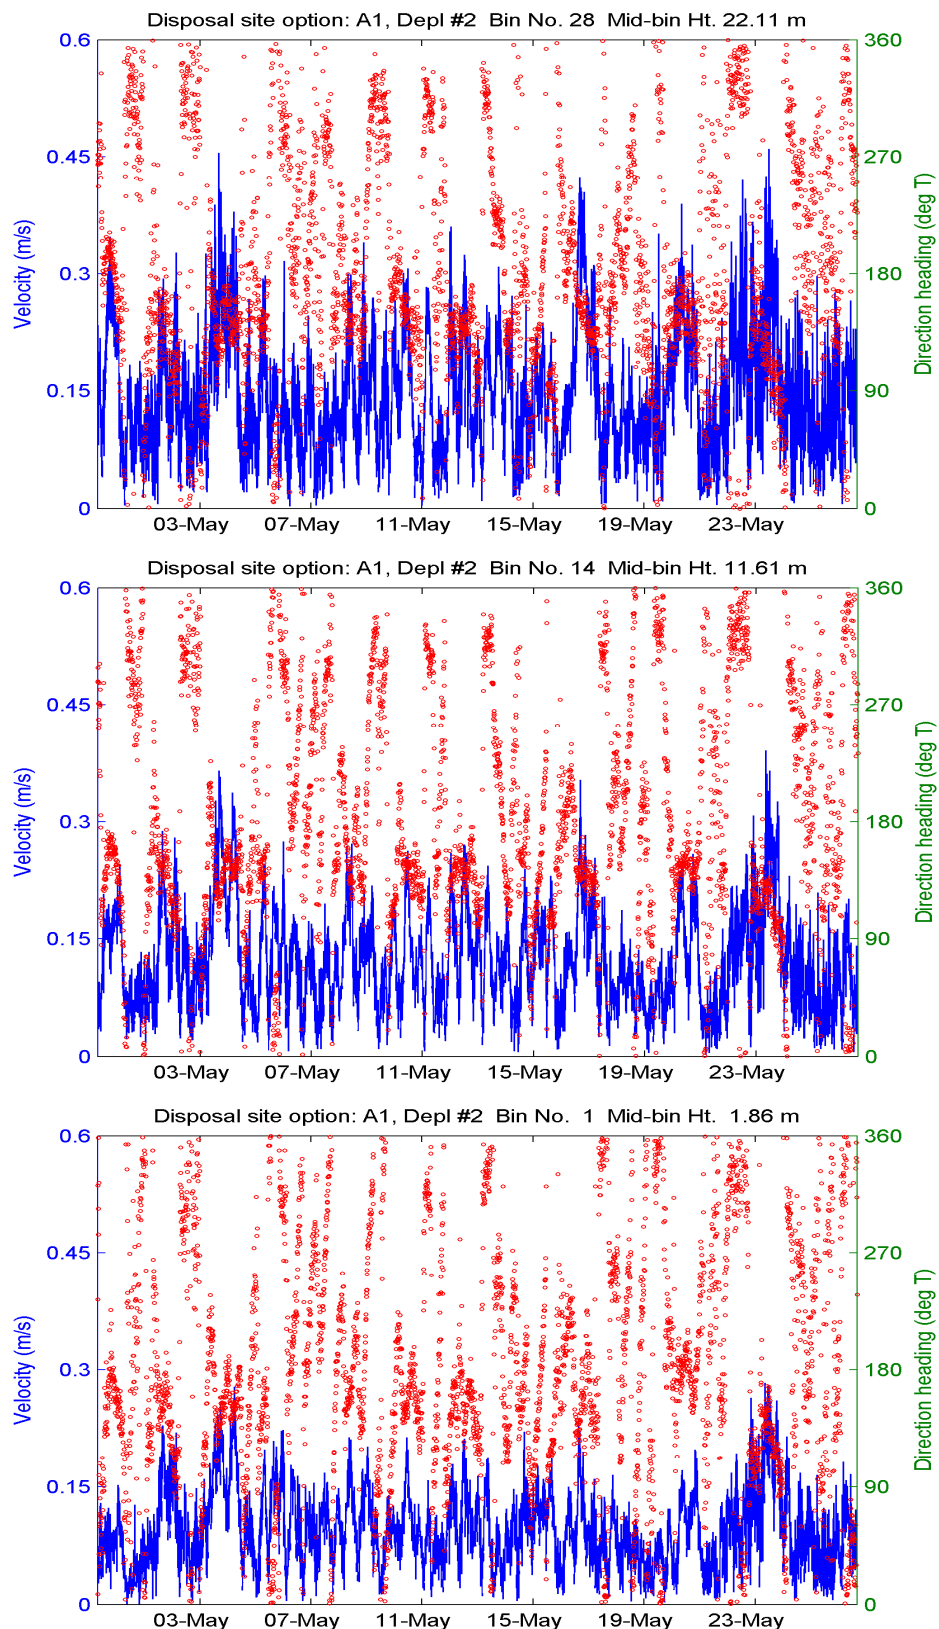 Disposal site option: A1, Depl #2  Bin No. 28  Mid-bin Ht. 22.11 m
0.6
0.45
0.3
0.15
0
Velocity (m/s)
360
270
180
90
0
Direction heading (deg T)
03-May 07-May 11-May 15-May 19-May 23-May
Disposal site option: A1, Depl #2  Bin No. 14  Mid-bin Ht. 11.61 m
0.6
0.45
0.3
0.15
0
Velocity (m/s)
360
270
180
90
0
Direction heading (deg T)
03-May 07-May 11-May 15-May 19-May 23-May
Disposal site option: A1, Depl #2  Bin No.  1  Mid-bin Ht.  1.86 m
0.6
0.45
0.3
0.15
0
Velocity (m/s)
360
270
180
90
0
Direction heading (deg T)
03-May 07-May 11-May 15-May 19-May 23-May